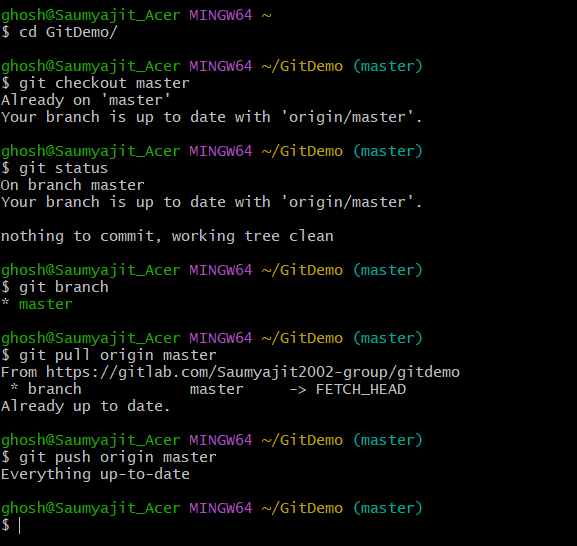 ghosh@Saumyajit_Acer MINGW64 ~
$ cd GitDemo/
ghosh@Saumyajit_Acer MINGW64 ~/GitDemo (master)
$ git checkout master
Already on 'master'
Your branch is up to date with 'origin/master'.
ghosh@Saumyajit_Acer MINGW64 ~/GitDemo (master)
$ git status
On branch master
Your branch is up to date with 'origin/master'.
nothing to commit, working tree clean
ghosh@Saumyajit_Acer MINGW64 ~/GitDemo (master)
$ git branch
* master
ghosh@Saumyajit_Acer MINGW64 ~/GitDemo (master)
$ git pull origin master
From https://gitlab.com/Saumyajit2002-group/gitdemo
 * branch            master     -> FETCH_HEAD
Already up to date.
ghosh@Saumyajit_Acer MINGW64 ~/GitDemo (master)
$ git push origin master
Everything up-to-date
ghosh@Saumyajit_Acer MINGW64 ~/GitDemo (master)
$